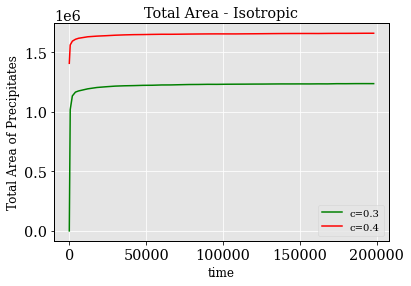 Total Area - Isotropic
1e6
1.5
1.0
0.5
0.0
Total Area of Precipitates
0 50000 100000 150000 200000
time
c=0.3
c=0.4